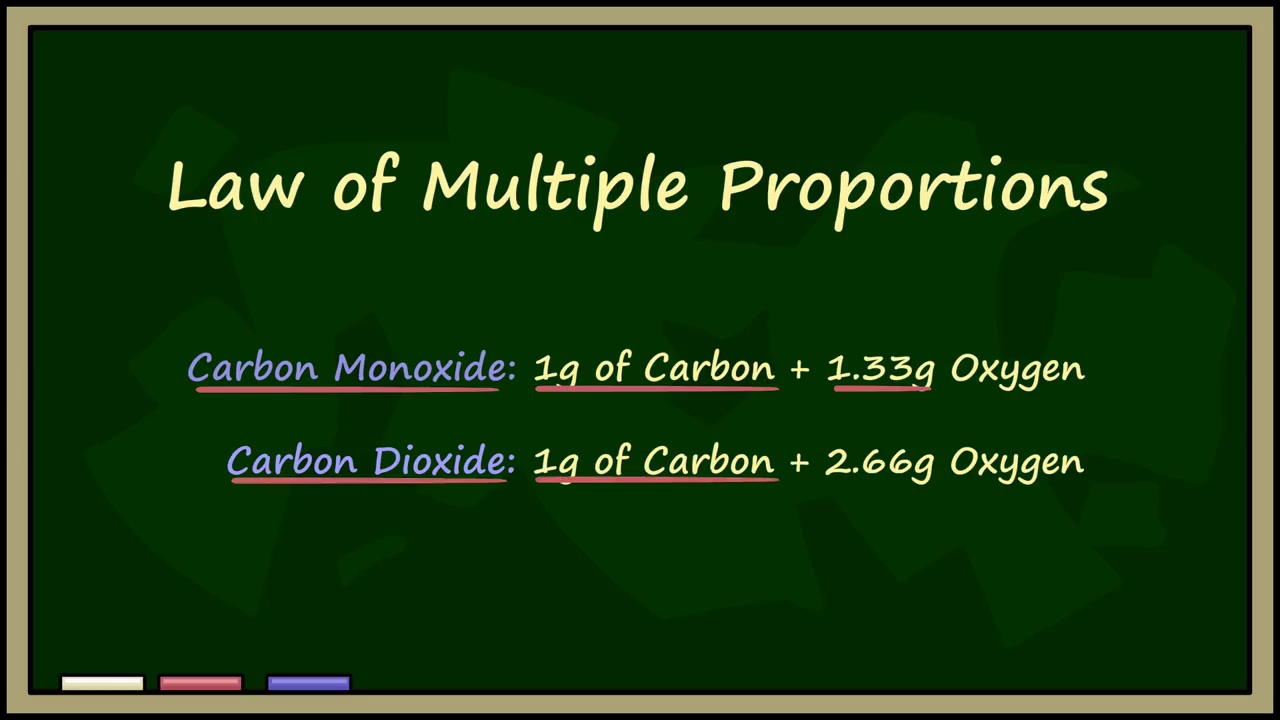 Law of Multiple Proportions
Carbon Monoxide: 1g of Carbon + 1.33g Oxygen
Carbon Dioxide: 1g of Carbon + 2.66g Oxygen